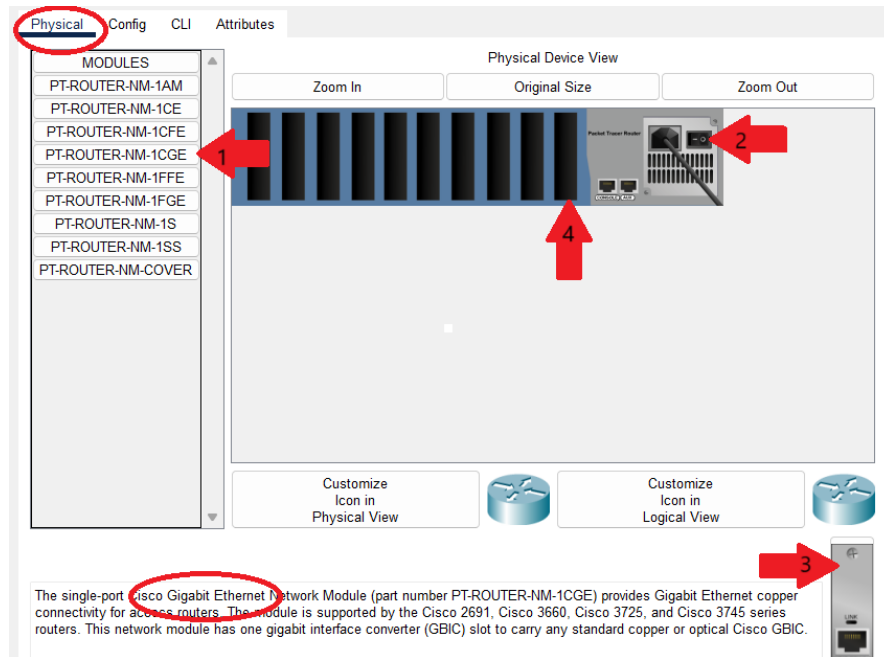 Physical Config CLI Attributes
MODULES
PT-ROUTER-NM-1AM
PT-ROUTER-NM-1CE
PT-ROUTER-NM-1CFE
PT-ROUTER-NM-1CGE
PT-ROUTER-NM-1FFE
PT-ROUTER-NM-1FGE
PT-ROUTER-NM-1S
PT-ROUTER-NM-1SS
PT-ROUTER-NM-COVER
1
Physical Device View
Zoom In Original Size Zoom Out
Packet Tracer Router
2
CONSOLE AUX
4
Customize
Icon in
Physical View
Customize
Icon in
Logical View
3
LINK
The single-port Cisco Gigabit Ethernet Network Module (part number PT-ROUTER-NM-1CGE) provides Gigabit Ethernet copper
connectivity for access routers. The module is supported by the Cisco 2691, Cisco 3660, Cisco 3725, and Cisco 3745 series
routers. This network module has one gigabit interface converter (GBIC) slot to carry any standard copper or optical Cisco GBIC.